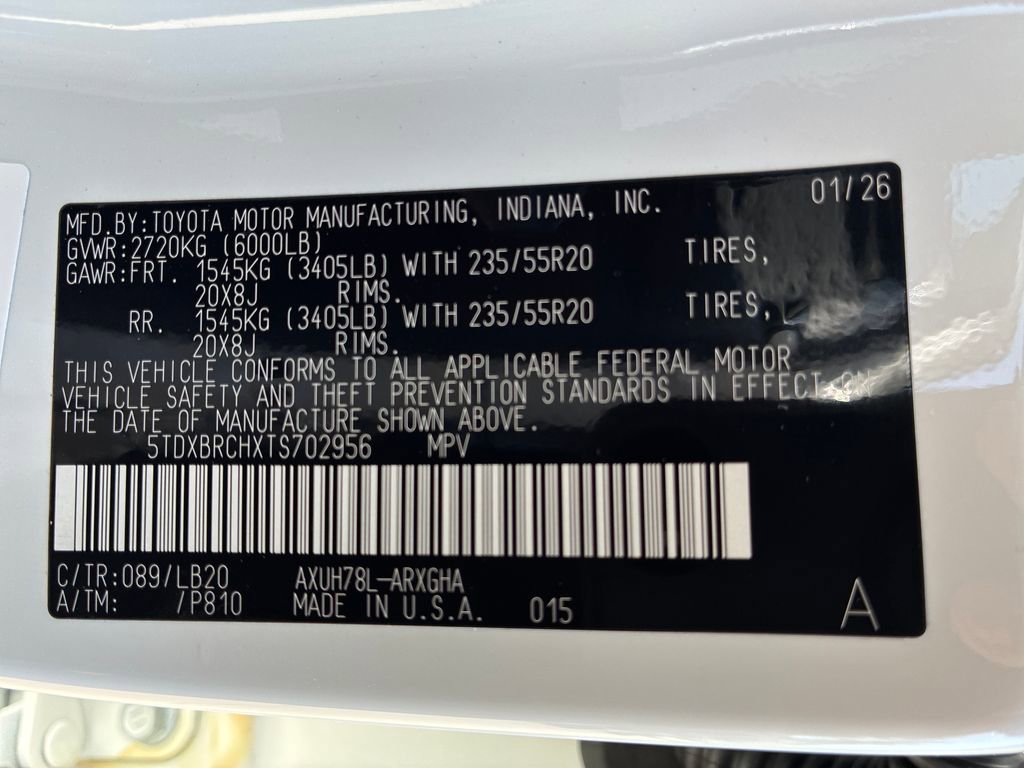 01/26
MFD.BY:TOYOTA MOTOR MANUFACTURING, INDIANA, INC.
GVWR:2720KG (6000LB)
GAWR:FRT. 1545KG (3405LB) WITH 235/55R20 TIRES,
20X8J RIMS.
RR. 1545KG (3405LB) WITH 235/55R20 TIRES,
20X8J RIMS.
THIS VEHICLE CONFORMS TO ALL APPLICABLE FEDERAL MOTOR
VEHICLE SAFETY AND THEFT PREVENTION STANDARDS IN EFFECT ON
THE DATE OF MANUFACTURE SHOWN ABOVE.
5TDXBRCHXTS702956 MPV
C/TR:089/LB20 AXUH78L-ARXGHA
A/TM: /P810 MADE IN U.S.A. 015 A